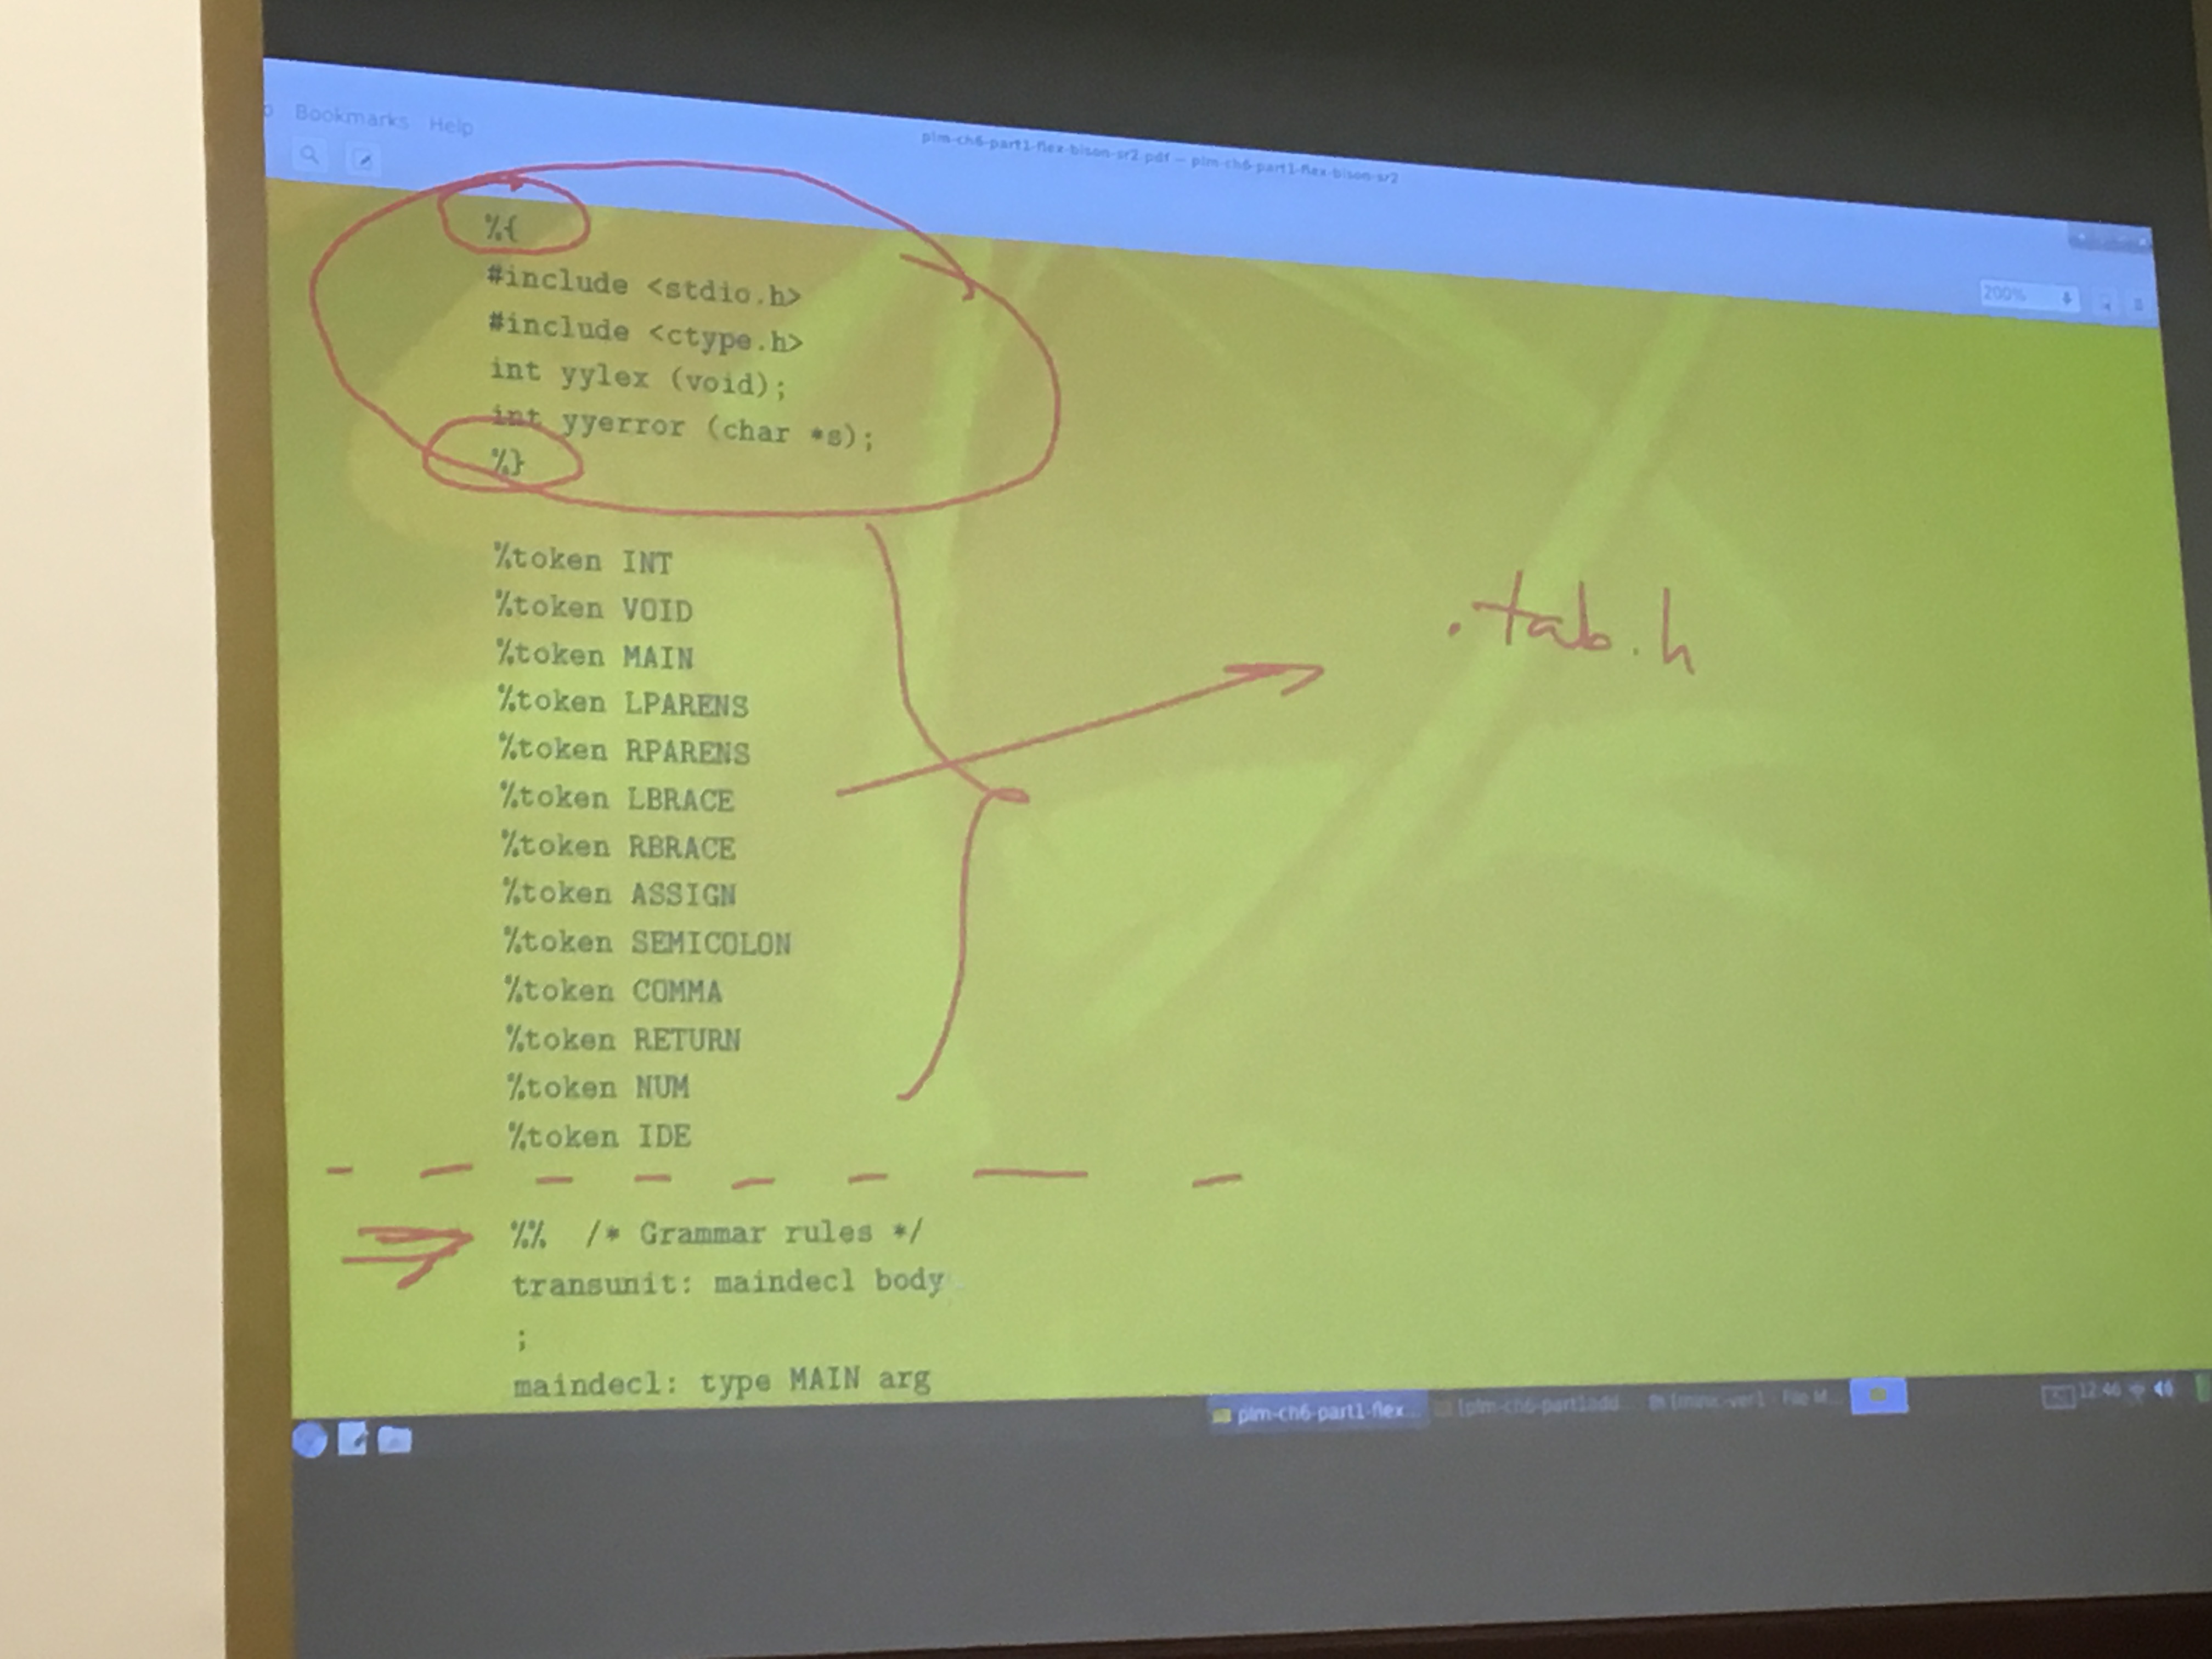 Bookmarks Help
plm-ch6-part1-flex-bison-sr2.pdf — plm-ch6-part1-flex-bison-sr2
200%
%{
#include <stdio.h>
#include <ctype.h>
int yylex (void);
int yyerror (char *s);
%}
%token INT
%token VOID
.tab.h
%token MAIN
%token LPARENS
%token RPARENS
%token LBRACE
%token RBRACE
%token ASSIGN
%token SEMICOLON
%token COMMA
%token RETURN
%token NUM
%token IDE
%% /* Grammar rules */
transunit: maindecl body
;
maindecl: type MAIN arg
plm-ch6-part1-flex... [plm-ch6-part1add... 12:46